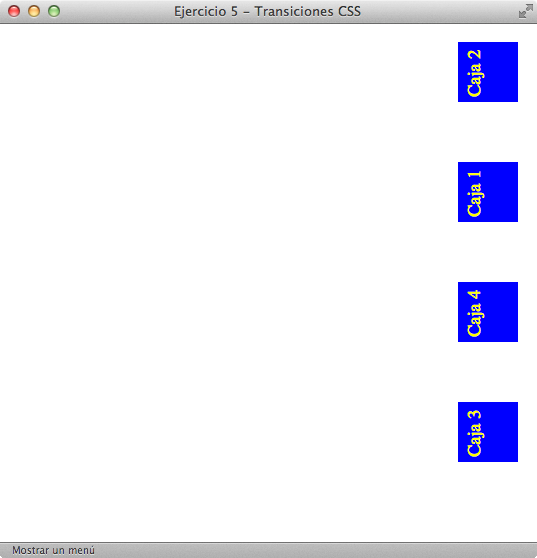 Ejercicio 5 - Transiciones CSS
Caja 2
Caja 1
Caja 4
Caja 3
Mostrar un menú